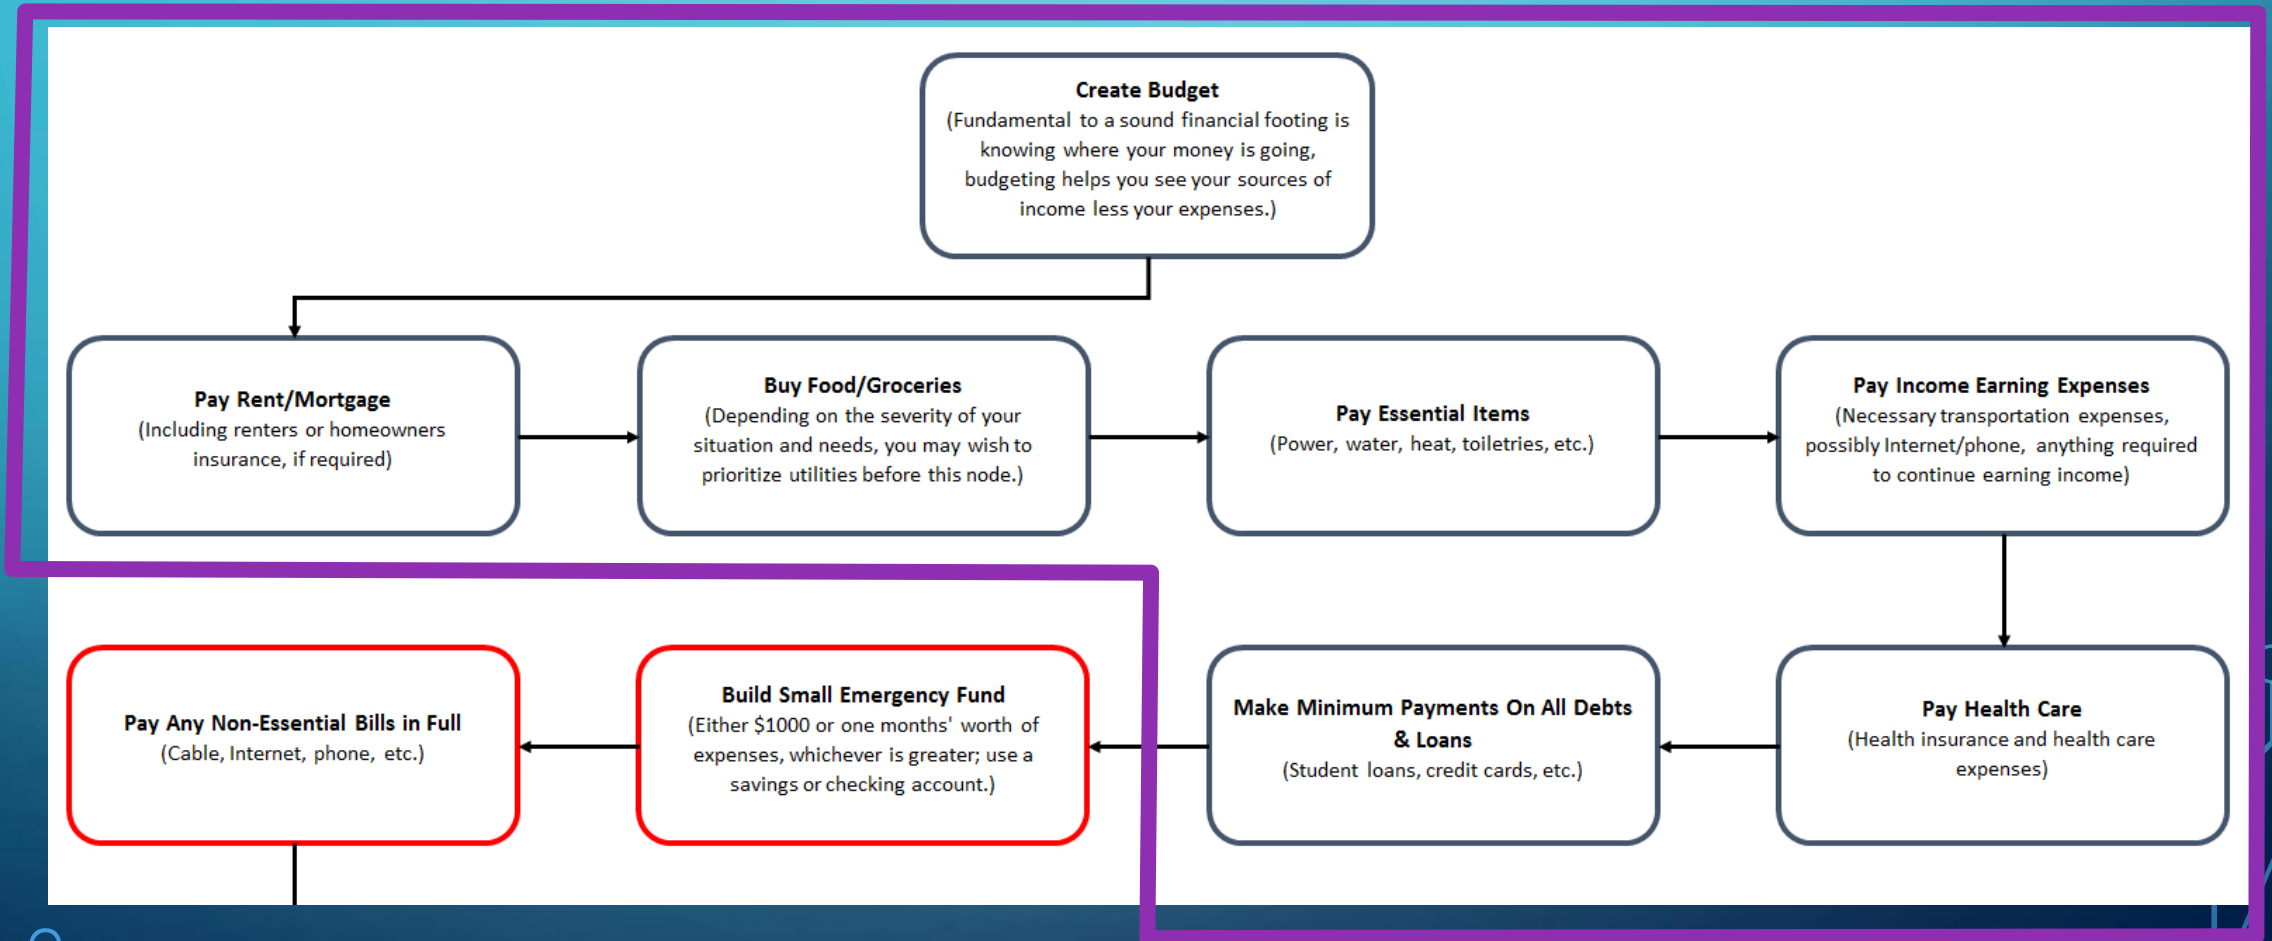 Create Budget
(Fundamental to a sound financial footing is
knowing where your money is going,
budgeting helps you see your sources of
income less your expenses.)
Pay Rent/Mortgage
(Including renters or homeowners
insurance, if required)
Buy Food/Groceries
(Depending on the severity of your
situation and needs, you may wish to
prioritize utilities before this node.)
Pay Essential Items
(Power, water, heat, toiletries, etc.)
Pay Income Earning Expenses
(Necessary transportation expenses,
possibly Internet/phone, anything required
to continue earning income)
Pay Health Care
(Health insurance and health care
expenses)
Make Minimum Payments On All Debts
& Loans
(Student loans, credit cards, etc.)
Build Small Emergency Fund
(Either $1000 or one months' worth of
expenses, whichever is greater; use a
savings or checking account.)
Pay Any Non-Essential Bills in Full
(Cable, Internet, phone, etc.)